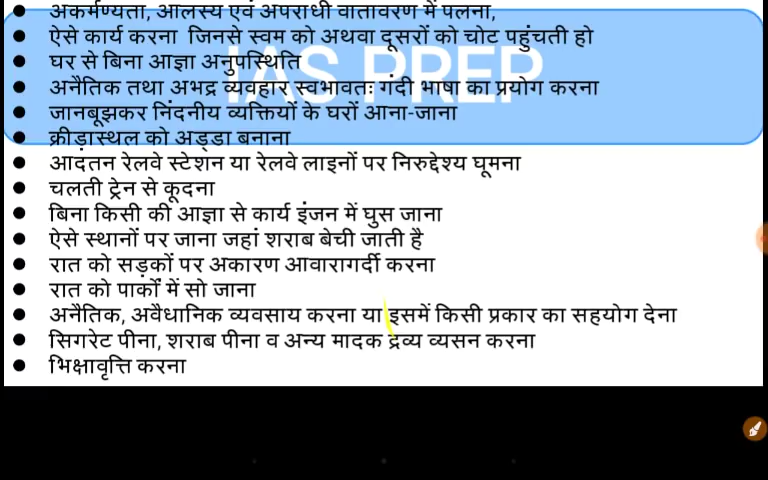 अकर्मण्यता, आलस्य एवं अपराधी वातावरण में पलना,
ऐसे कार्य करना जिनसे स्वम को अथवा दूसरों को चोट पहुंचती हो
घर से बिना आज्ञा अनुपस्थिति
IAS PREP
अनैतिक तथा अभद्र व्यवहार स्वभावतः गंदी भाषा का प्रयोग करना
जानबूझकर निंदनीय व्यक्तियों के घरों आना-जाना
क्रीड़ास्थल को अड्डा बनाना
आदतन रेलवे स्टेशन या रेलवे लाइनों पर निरुद्देश्य घूमना
चलती ट्रेन से कूदना
बिना किसी की आज्ञा से कार्य इंजन में घुस जाना
ऐसे स्थानों पर जाना जहां शराब बेची जाती है
रात को सड़कों पर अकारण आवारागर्दी करना
रात को पार्कों में सो जाना
अनैतिक, अवैधानिक व्यवसाय करना या इसमें किसी प्रकार का सहयोग देना
सिगरेट पीना, शराब पीना व अन्य मादक द्रव्य व्यसन करना
भिक्षावृत्ति करना